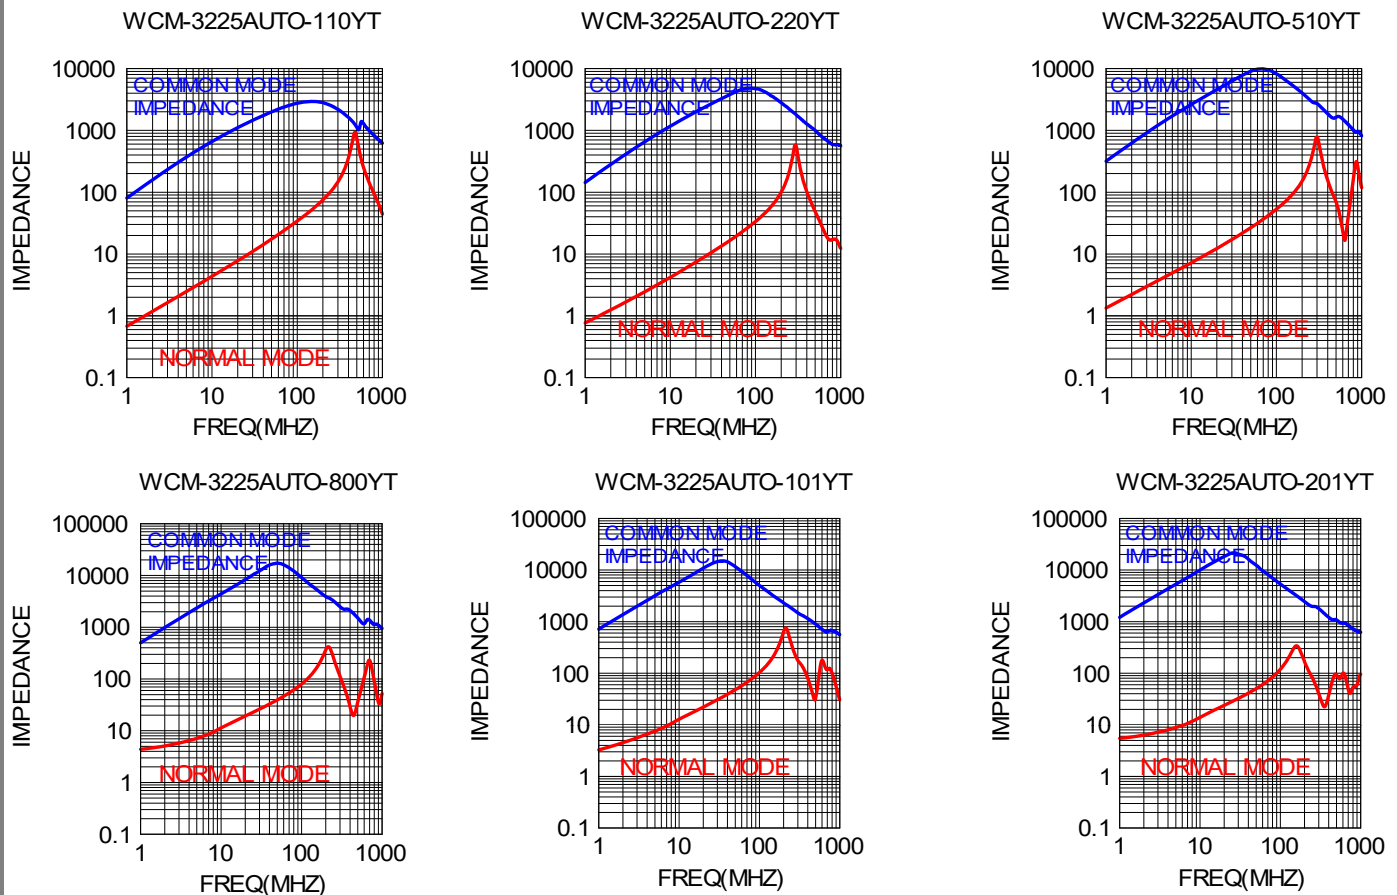 WCM-3225AUTO-110YT
10000
1000
100
10
1
0.1
COMMON MODE
IMPEDANCE
NORMAL MODE
IMPEDANCE
1 10 100 1000
FREQ(MHZ)
WCM-3225AUTO-220YT
10000
1000
100
10
1
0.1
COMMON MODE
IMPEDANCE
NORMAL MODE
IMPEDANCE
1 10 100 1000
FREQ(MHZ)
WCM-3225AUTO-510YT
10000
1000
100
10
1
0.1
COMMON MODE
IMPEDANCE
NORMAL MODE
IMPEDANCE
1 10 100 1000
FREQ(MHZ)
WCM-3225AUTO-800YT
100000
10000
1000
100
10
1
0.1
COMMON MODE
IMPEDANCE
NORMAL MODE
IMPEDANCE
1 10 100 1000
FREQ(MHZ)
WCM-3225AUTO-101YT
100000
10000
1000
100
10
1
0.1
COMMON MODE
IMPEDANCE
NORMAL MODE
IMPEDANCE
1 10 100 1000
FREQ(MHZ)
WCM-3225AUTO-201YT
100000
10000
1000
100
10
1
0.1
COMMON MODE
IMPEDANCE
NORMAL MODE
IMPEDANCE
1 10 100 1000
FREQ(MHZ)